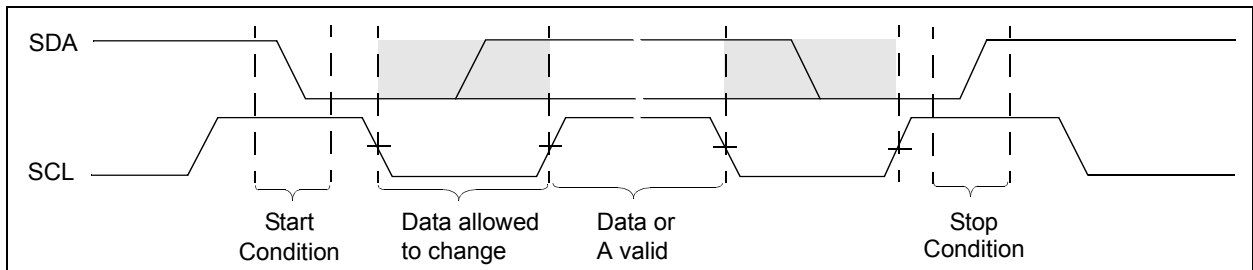 SDA
SCL
Start
Condition
Data allowed
to change
Data or
A valid
Stop
Condition